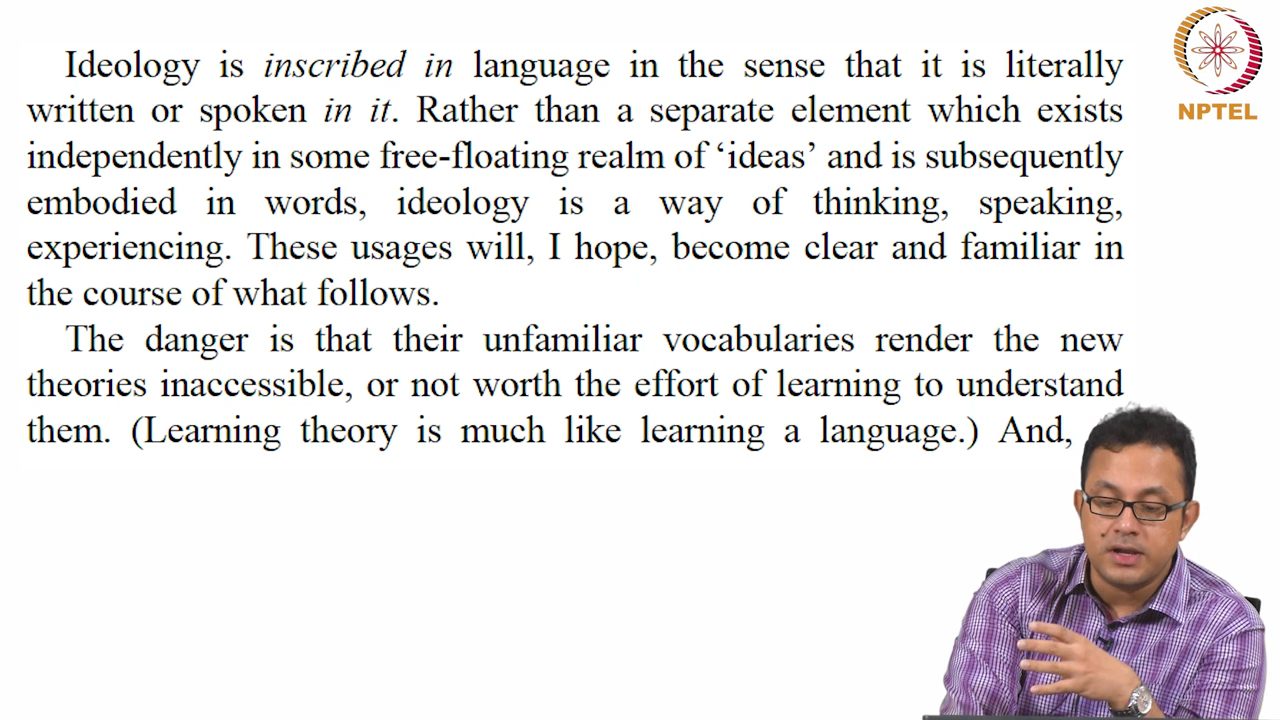 Ideology is inscribed in language in the sense that it is literally
written or spoken in it. Rather than a separate element which exists
independently in some free-floating realm of ‘ideas’ and is subsequently
embodied in words, ideology is a way of thinking, speaking,
experiencing. These usages will, I hope, become clear and familiar in
the course of what follows.
The danger is that their unfamiliar vocabularies render the new
theories inaccessible, or not worth the effort of learning to understand
them. (Learning theory is much like learning a language.) And,
NPTEL